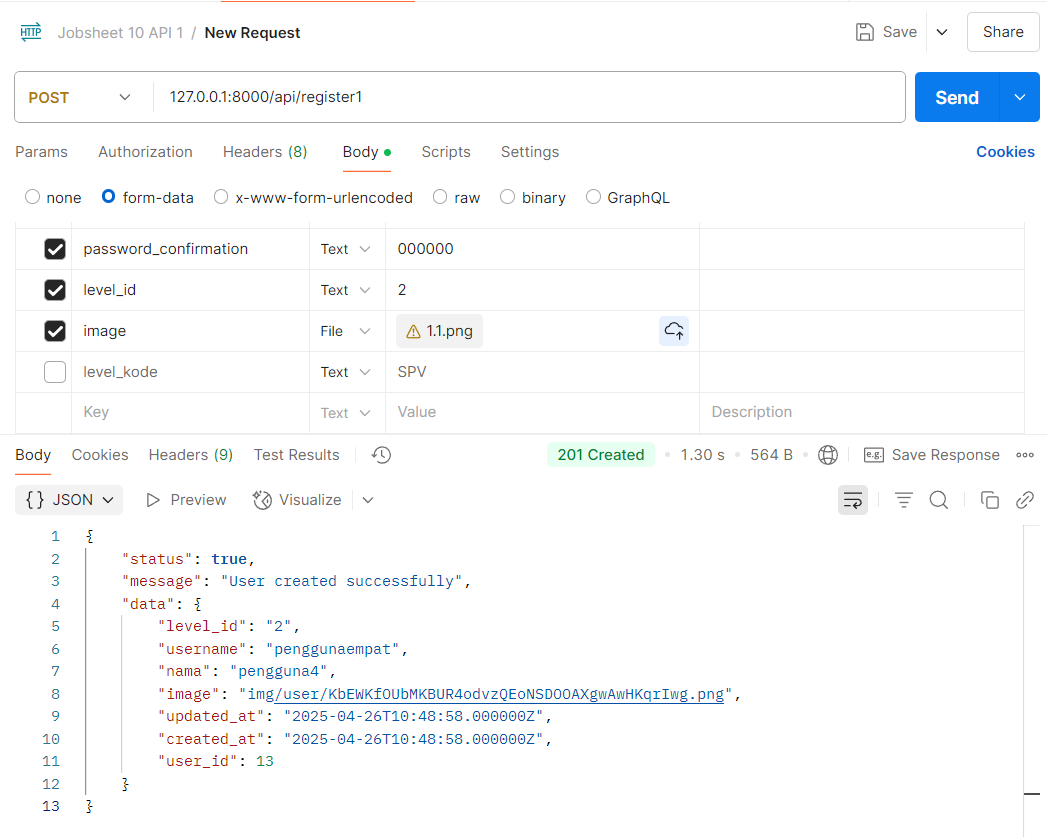 HTTP Jobsheet 10 API 1 / New Request Save Share
POST 127.0.0.1:8000/api/register1 Send
Params Authorization Headers (8) Body Scripts Settings Cookies
none form-data x-www-form-urlencoded raw binary GraphQL
password_confirmation Text 000000
level_id Text 2
image File 1.1.png
level_kode Text SPV
Key Text Value Description
Body Cookies Headers (9) Test Results 201 Created • 1.30 s • 564 B • e.g. Save Response
{} JSON Preview Visualize
1 {
2 "status": true,
3 "message": "User created successfully",
4 "data": {
5 "level_id": "2",
6 "username": "penggunaempat",
7 "nama": "pengguna4",
8 "image": "img/user/KbEWKfOUbMKBUR4odvzQEoNSDOOAXgwAwHKqrIwg.png",
9 "updated_at": "2025-04-26T10:48:58.000000Z",
10 "created_at": "2025-04-26T10:48:58.000000Z",
11 "user_id": 13
12 }
13 }